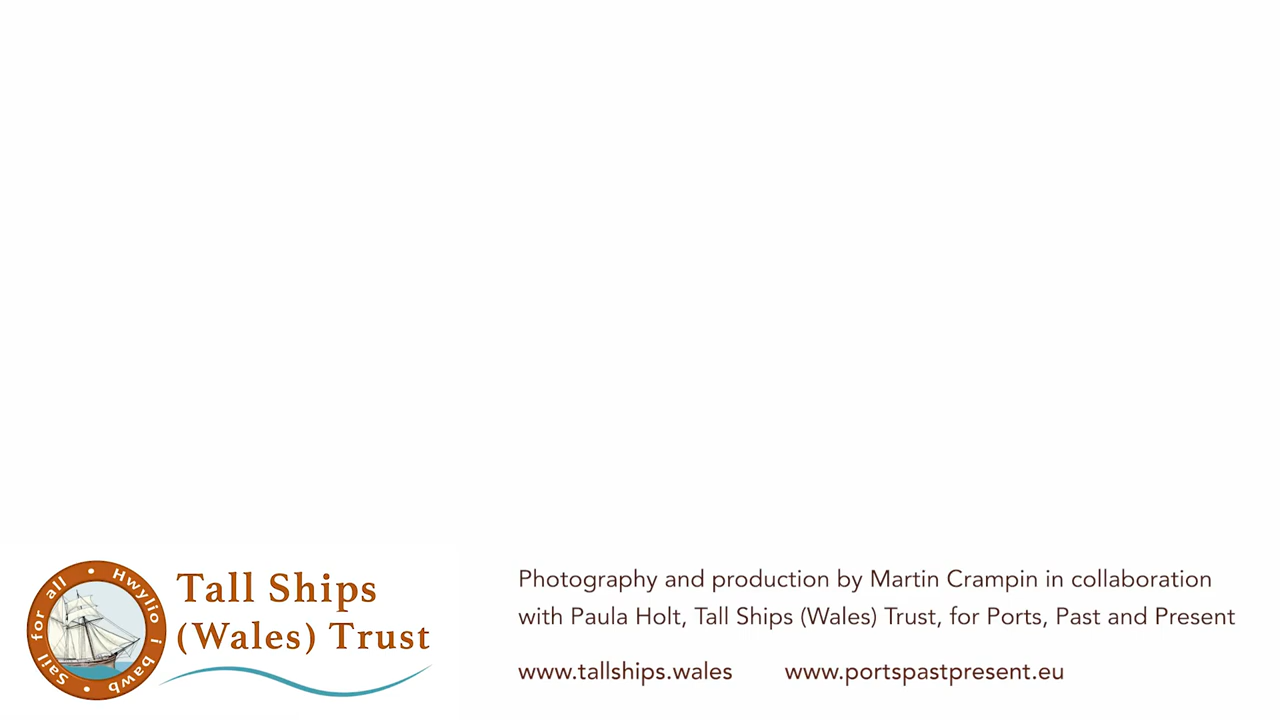 Sail for all • Hwylio i bawb •
Tall Ships
(Wales) Trust
Photography and production by Martin Crampin in collaboration
with Paula Holt, Tall Ships (Wales) Trust, for Ports, Past and Present
www.tallships.wales www.portspastpresent.eu